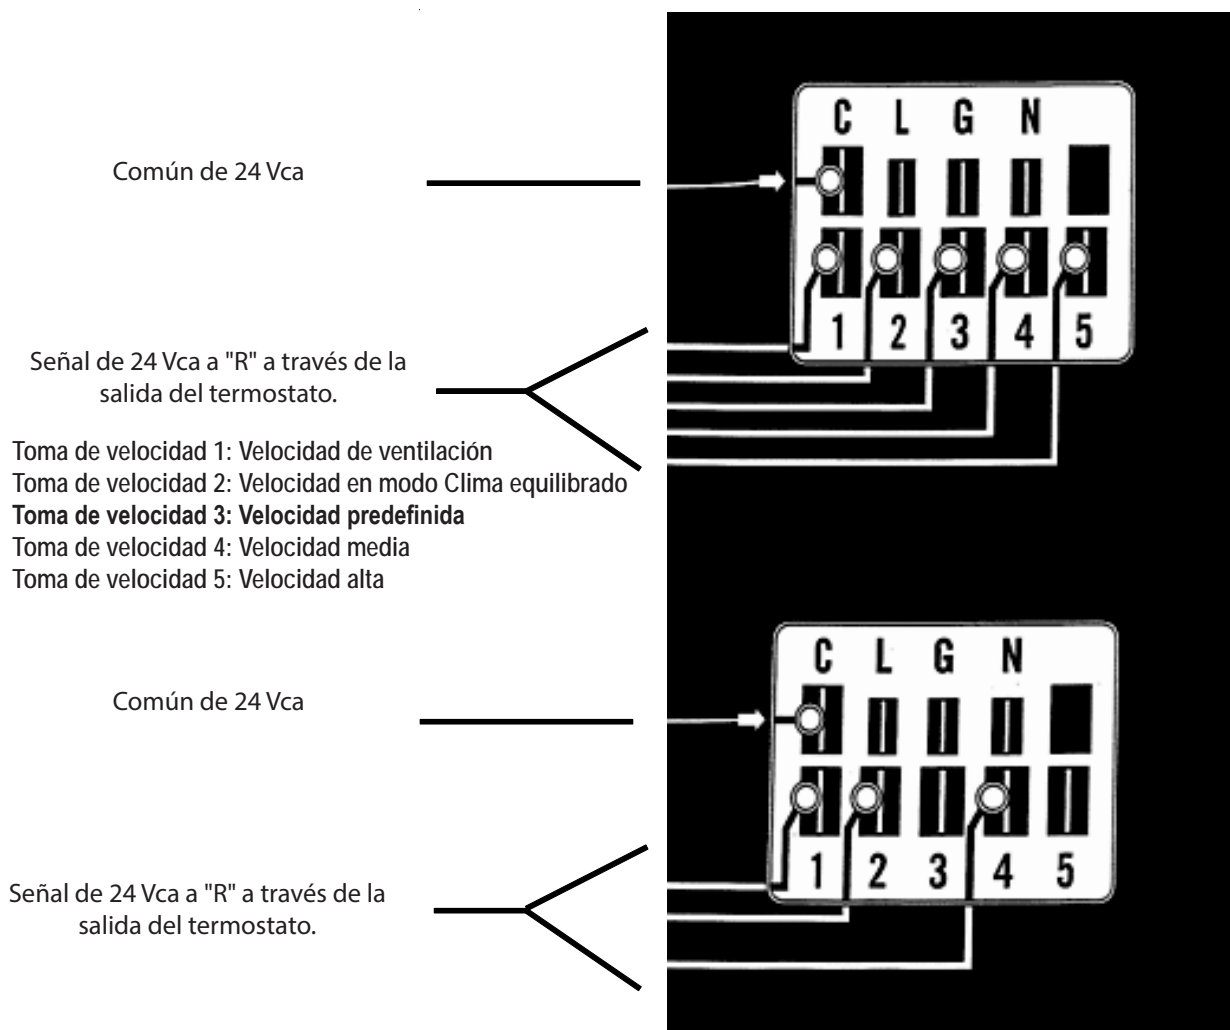 C L G N
Común de 24 Vca
1 2 3 4 5
Señal de 24 Vca a "R" a través de la
salida del termostato.
Toma de velocidad 1: Velocidad de ventilación
Toma de velocidad 2: Velocidad en modo Clima equilibrado
Toma de velocidad 3: Velocidad predefinida
Toma de velocidad 4: Velocidad media
Toma de velocidad 5: Velocidad alta
C L G N
Común de 24 Vca
1 2 3 4 5
Señal de 24 Vca a "R" a través de la
salida del termostato.